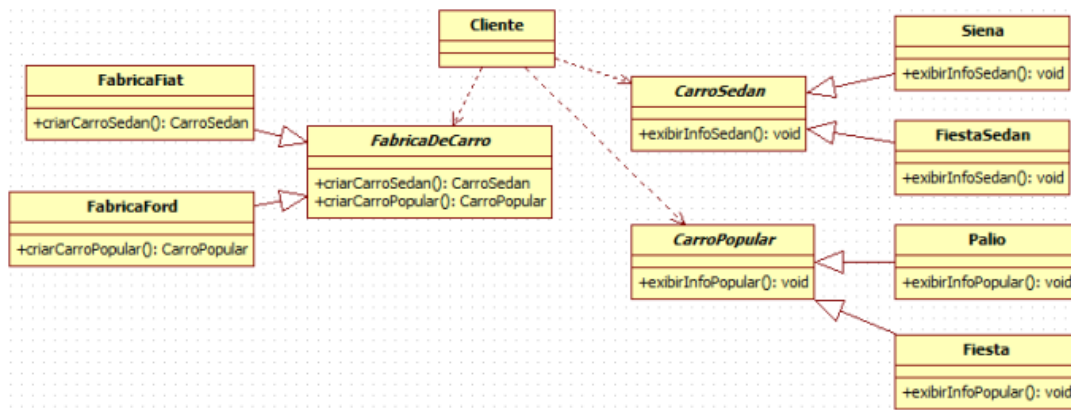 Cliente
FabricaFiat
+criarCarroSedan(): CarroSedan
FabricaFord
+criarCarroPopular(): CarroPopular
FabricaDeCarro
+criarCarroSedan(): CarroSedan
+criarCarroPopular(): CarroPopular
CarroSedan
+exibirInfoSedan(): void
CarroPopular
+exibirInfoPopular(): void
Siena
+exibirInfoSedan(): void
FiestaSedan
+exibirInfoSedan(): void
Palio
+exibirInfoPopular(): void
Fiesta
+exibirInfoPopular(): void